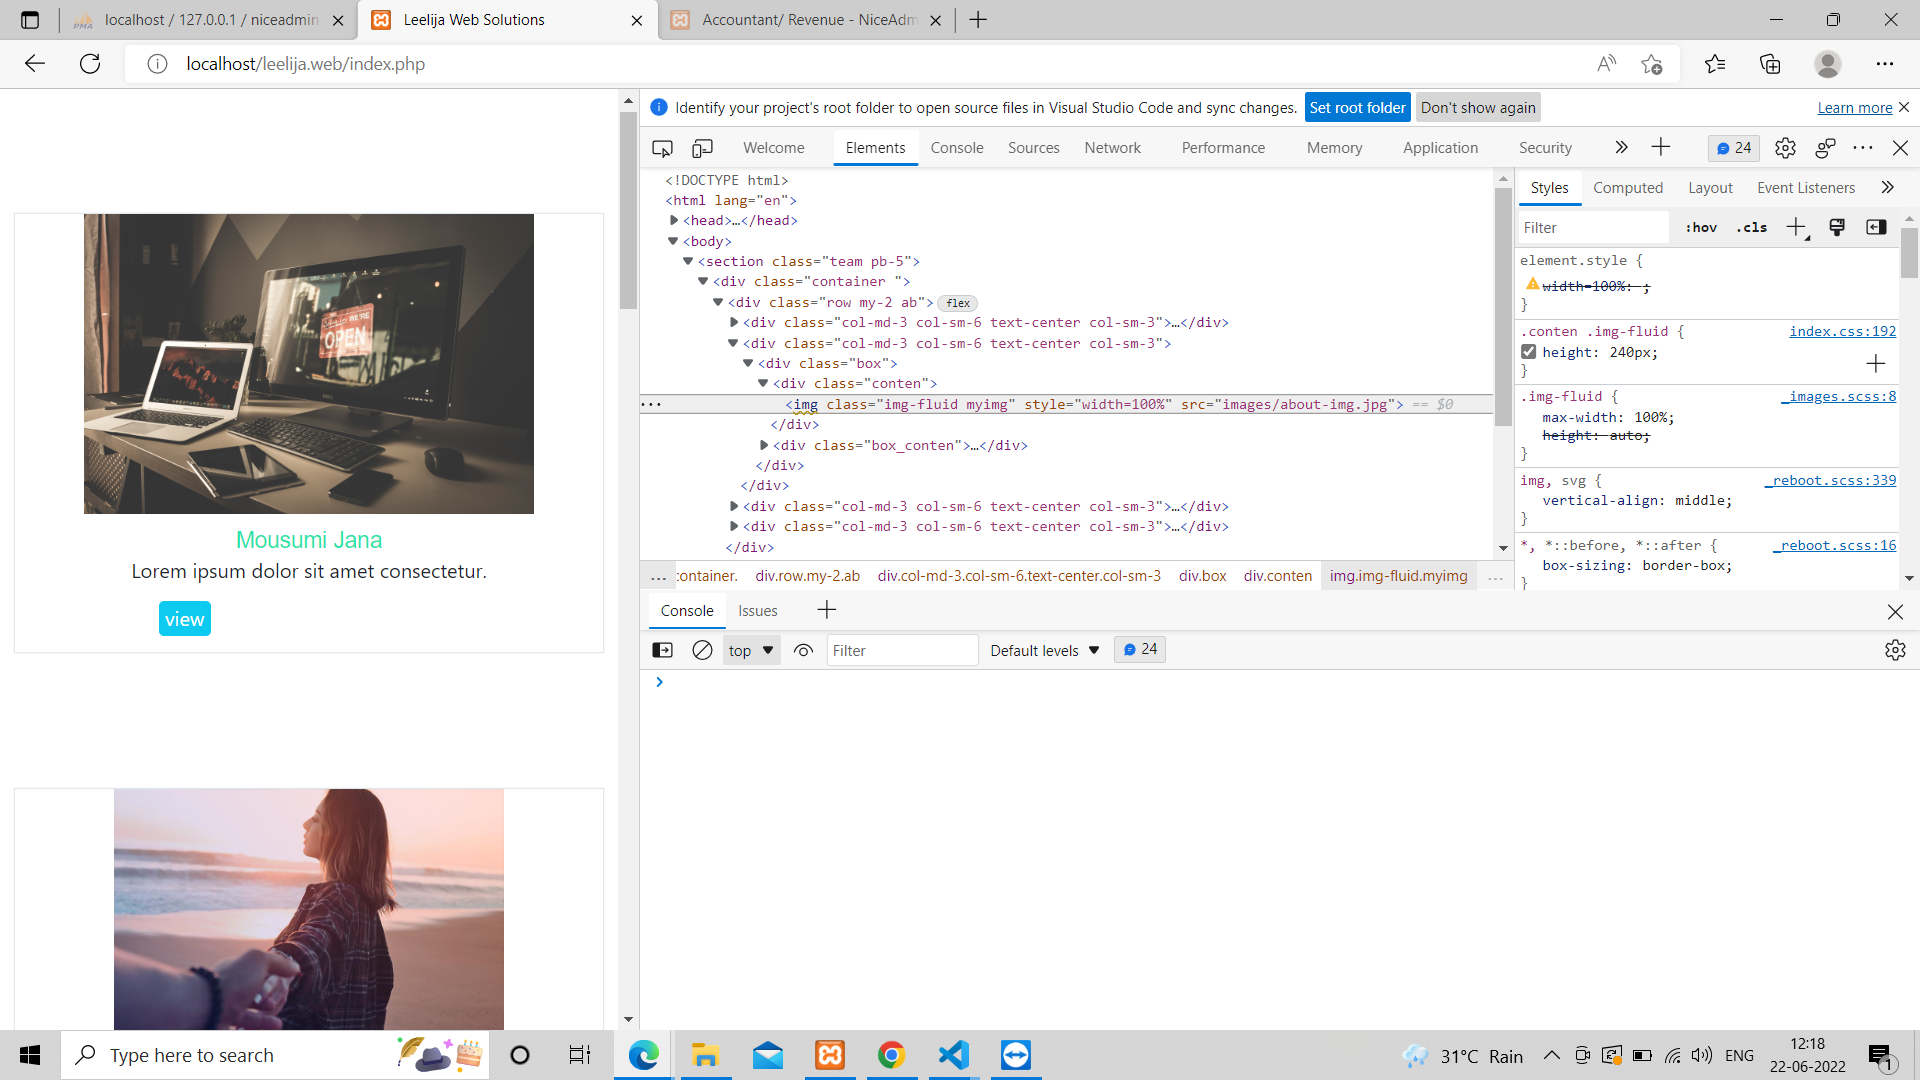 localhost / 127.0.0.1 / niceadmin
Leelija Web Solutions
Accountant/ Revenue - NiceAdm
localhost/leelija.web/index.php
Identify your project's root folder to open source files in Visual Studio Code and sync changes.
Set root folder
Don't show again
Learn more
Welcome
Elements
Console
Sources
Network
Performance
Memory
Application
Security
24
<!DOCTYPE html>
<html lang="en">
<head>…</head>
<body>
<section class="team pb-5">
<div class="container ">
<div class="row my-2 ab"> flex
<div class="col-md-3 col-sm-6 text-center col-sm-3">…</div>
<div class="col-md-3 col-sm-6 text-center col-sm-3">
<div class="box">
<div class="conten">
<img class="img-fluid myimg" style="width=100%" src="images/about-img.jpg"> == $0
</div>
<div class="box_conten">…</div>
</div>
</div>
<div class="col-md-3 col-sm-6 text-center col-sm-3">…</div>
<div class="col-md-3 col-sm-6 text-center col-sm-3">…</div>
</div>
... container. div.row.my-2.ab div.col-md-3.col-sm-6.text-center.col-sm-3 div.box div.conten img.img-fluid.myimg ...
Styles
Computed
Layout
Event Listeners
Filter
:hov
.cls
element.style {
width=100%: ;
}
.conten .img-fluid { index.css:192
height: 240px;
}
.img-fluid { _images.scss:8
max-width: 100%;
height: auto;
}
img, svg { _reboot.scss:339
vertical-align: middle;
}
*, *::before, *::after { _reboot.scss:16
box-sizing: border-box;
}
Console
Issues
top
Filter
Default levels
24
WE'RE
OPEN
Mousumi Jana
Lorem ipsum dolor sit amet consectetur.
view
Type here to search
31°C Rain
ENG
12:18
22-06-2022
1